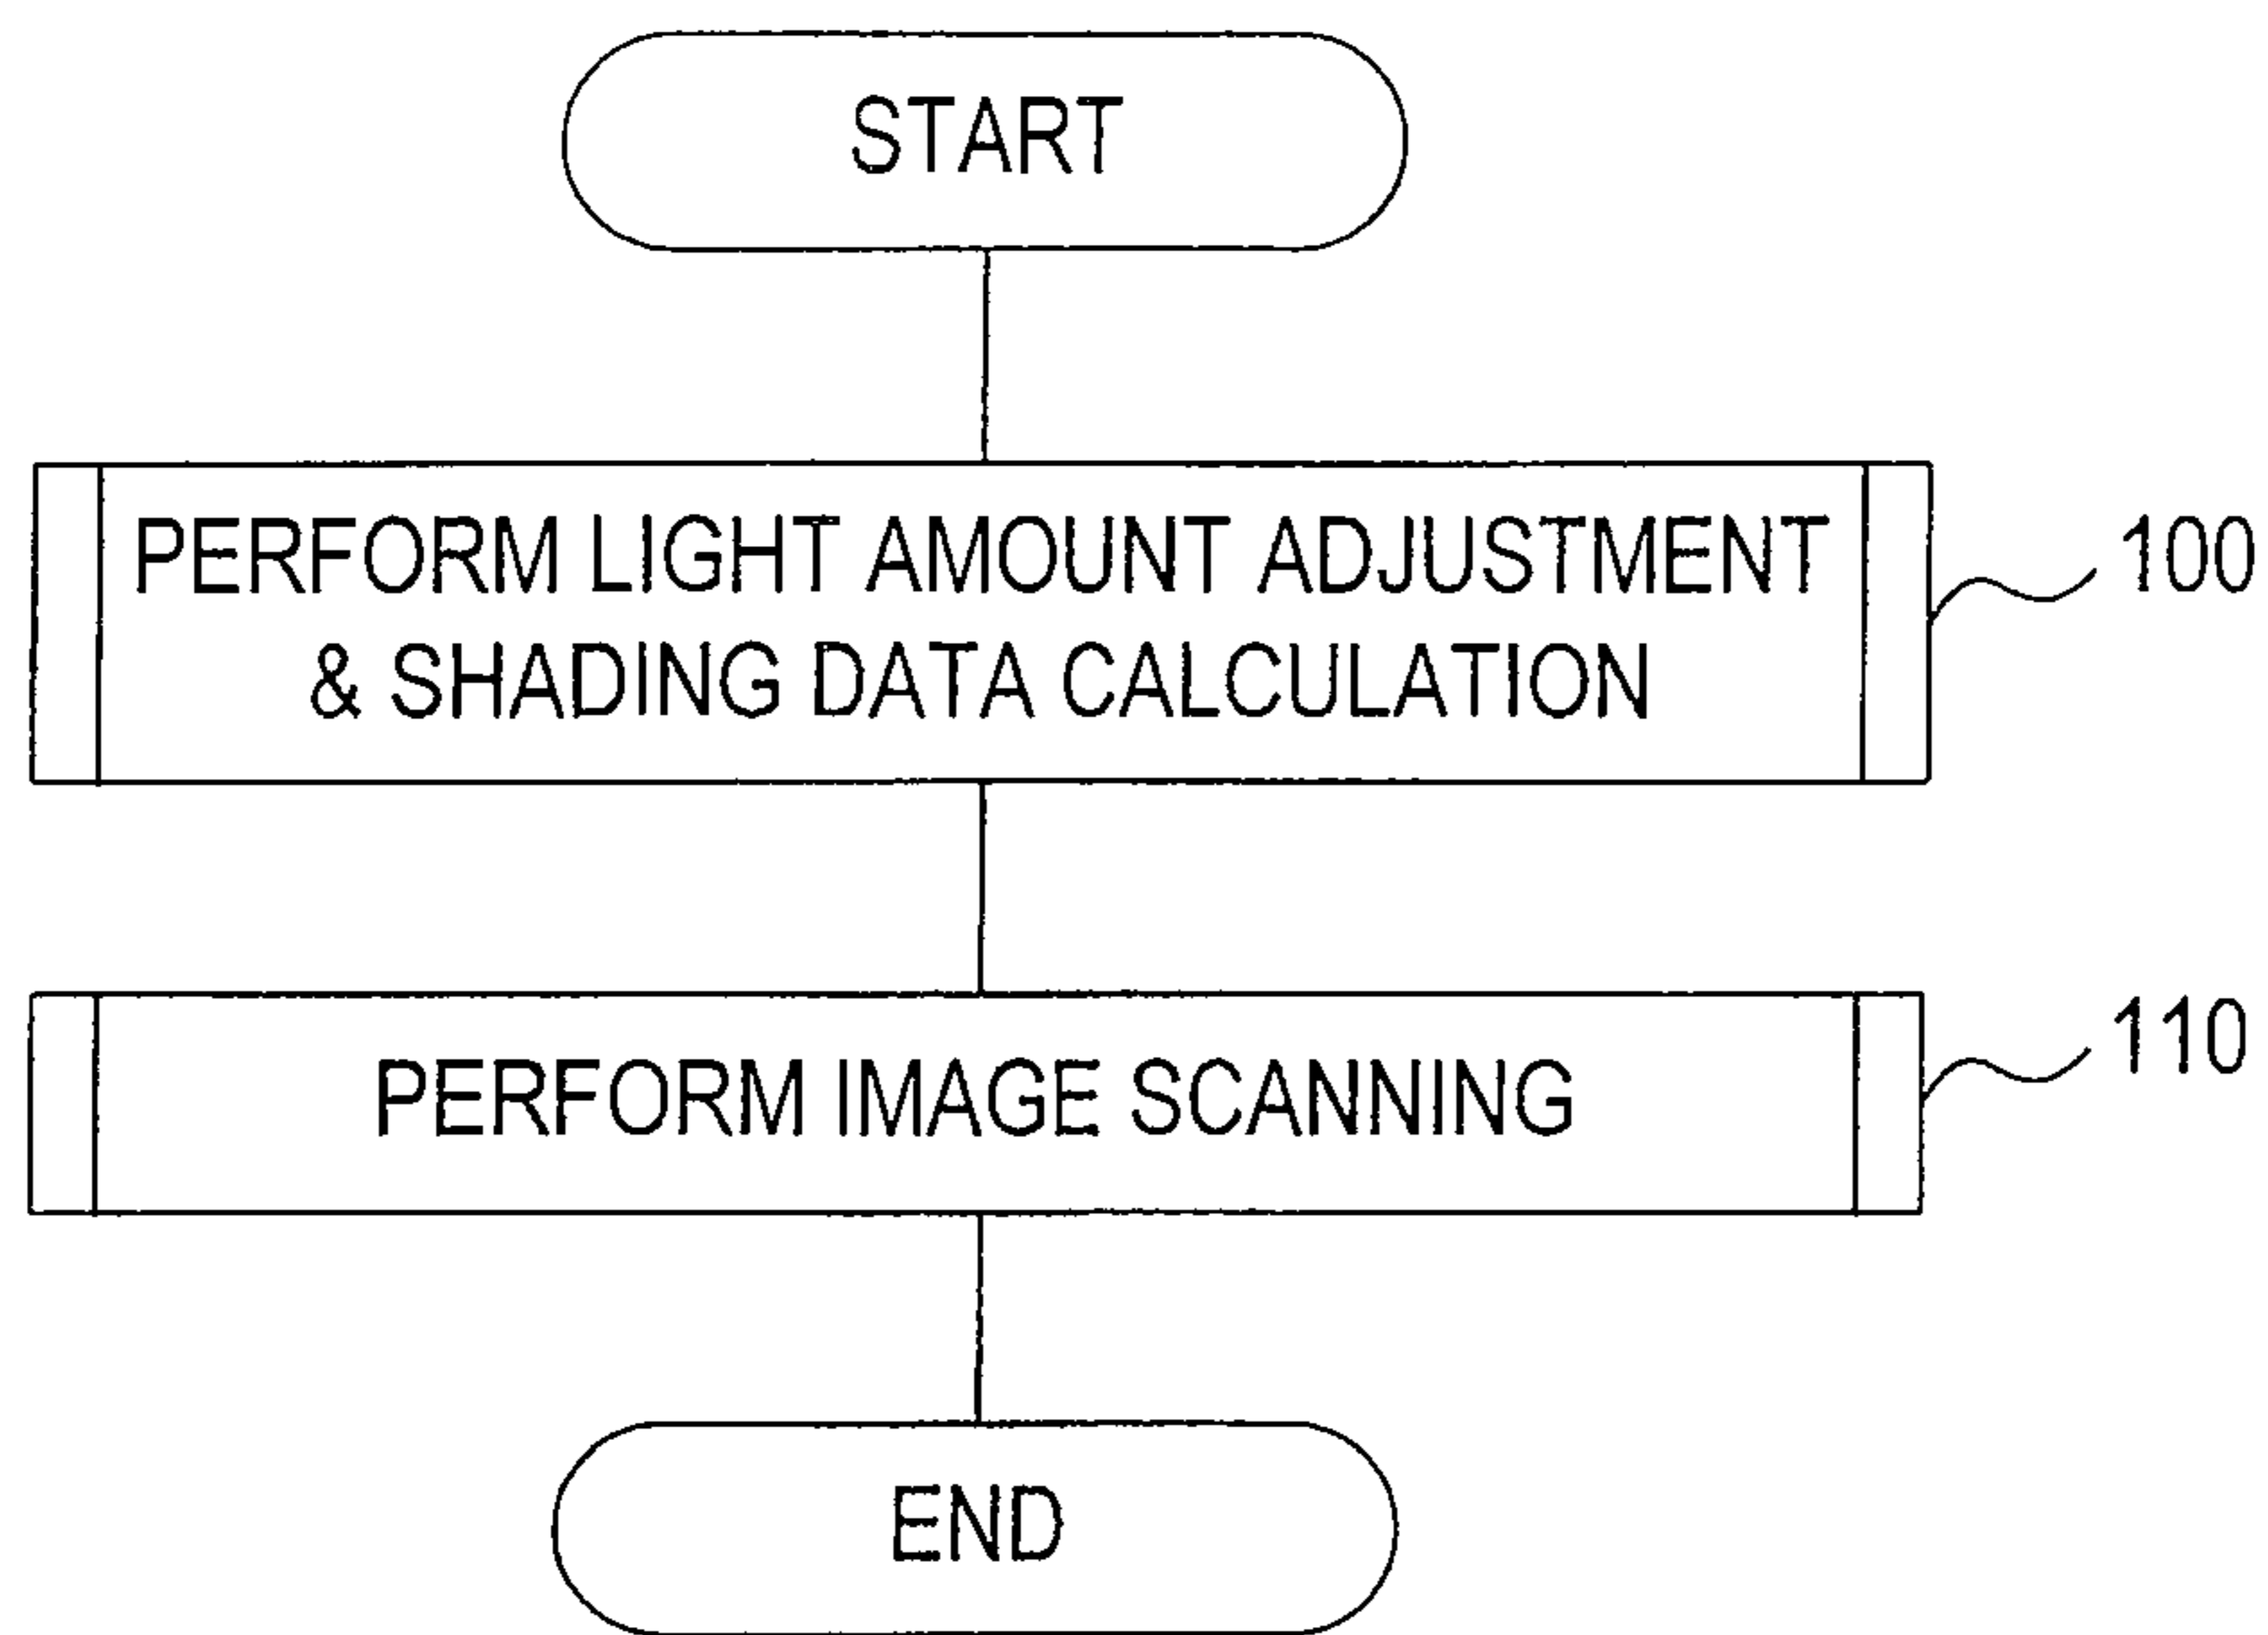 START
PERFORM LIGHT AMOUNT ADJUSTMENT
& SHADING DATA CALCULATION
100
PERFORM IMAGE SCANNING
110
END